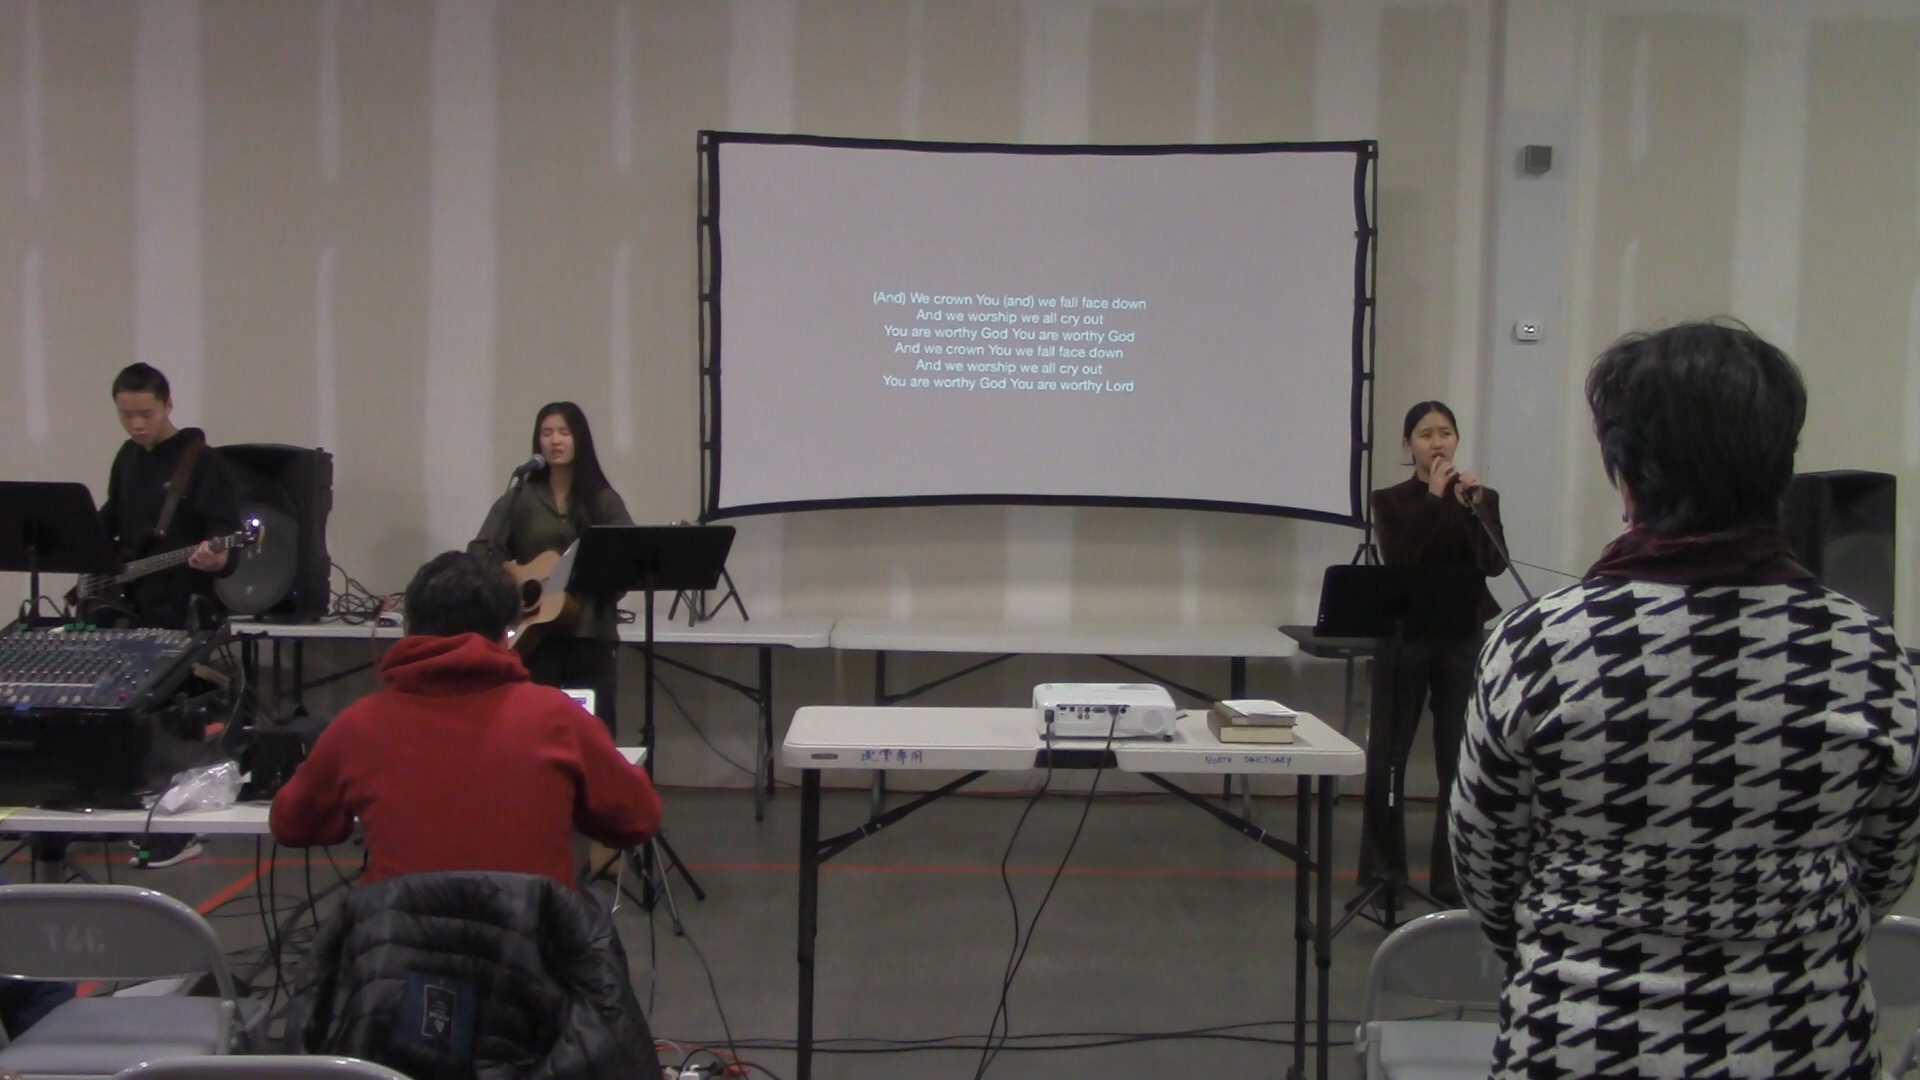 (And) We crown You (and) we fall face down
And we worship we all cry out
You are worthy God You are worthy God
And we crown You we fall face down
And we worship we all cry out
You are worthy God You are worthy Lord
NORTH SANCTUARY